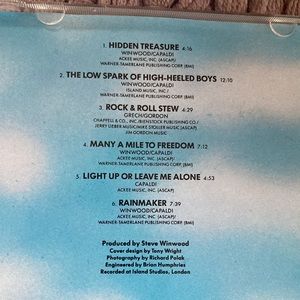 1. HIDDEN TREASURE 4:16
WINWOOD/CAPALDI
ACKEE MUSIC, INC. (ASCAP)/
WARNER-TAMERLANE PUBLISHING CORP. (BMI)
2. THE LOW SPARK OF HIGH-HEELED BOYS 12:10
WINWOOD/CAPALDI
ISLAND MUSIC, INC./
WARNER-TAMERLANE PUBLISHING CORP. (BMI)
3. ROCK & ROLL STEW 4:29
GRECH/GORDON
CHAPPELL & CO., INC./BIENSTOCK PUBLISHING CO./
JERRY LEIBER MUSIC/MIKE STOLLER MUSIC (ASCAP)
JIM GORDON MUSIC
4. MANY A MILE TO FREEDOM 7:12
WINWOOD/CAPALDI
ACKEE MUSIC, INC. (ASCAP)/
WARNER-TAMERLANE PUBLISHING CORP. (BMI)
5. LIGHT UP OR LEAVE ME ALONE 4:53
CAPALDI
ACKEE MUSIC, INC. (ASCAP)
6. RAINMAKER 7:39
WINWOOD/CAPALDI
ACKEE MUSIC, INC. (ASCAP)/
WARNER-TAMERLANE PUBLISHING CORP. (BMI)
Produced by Steve Winwood
Cover design by Tony Wright
Photography by Richard Polak
Engineered by Brian Humphries
Recorded at Island Studios, London